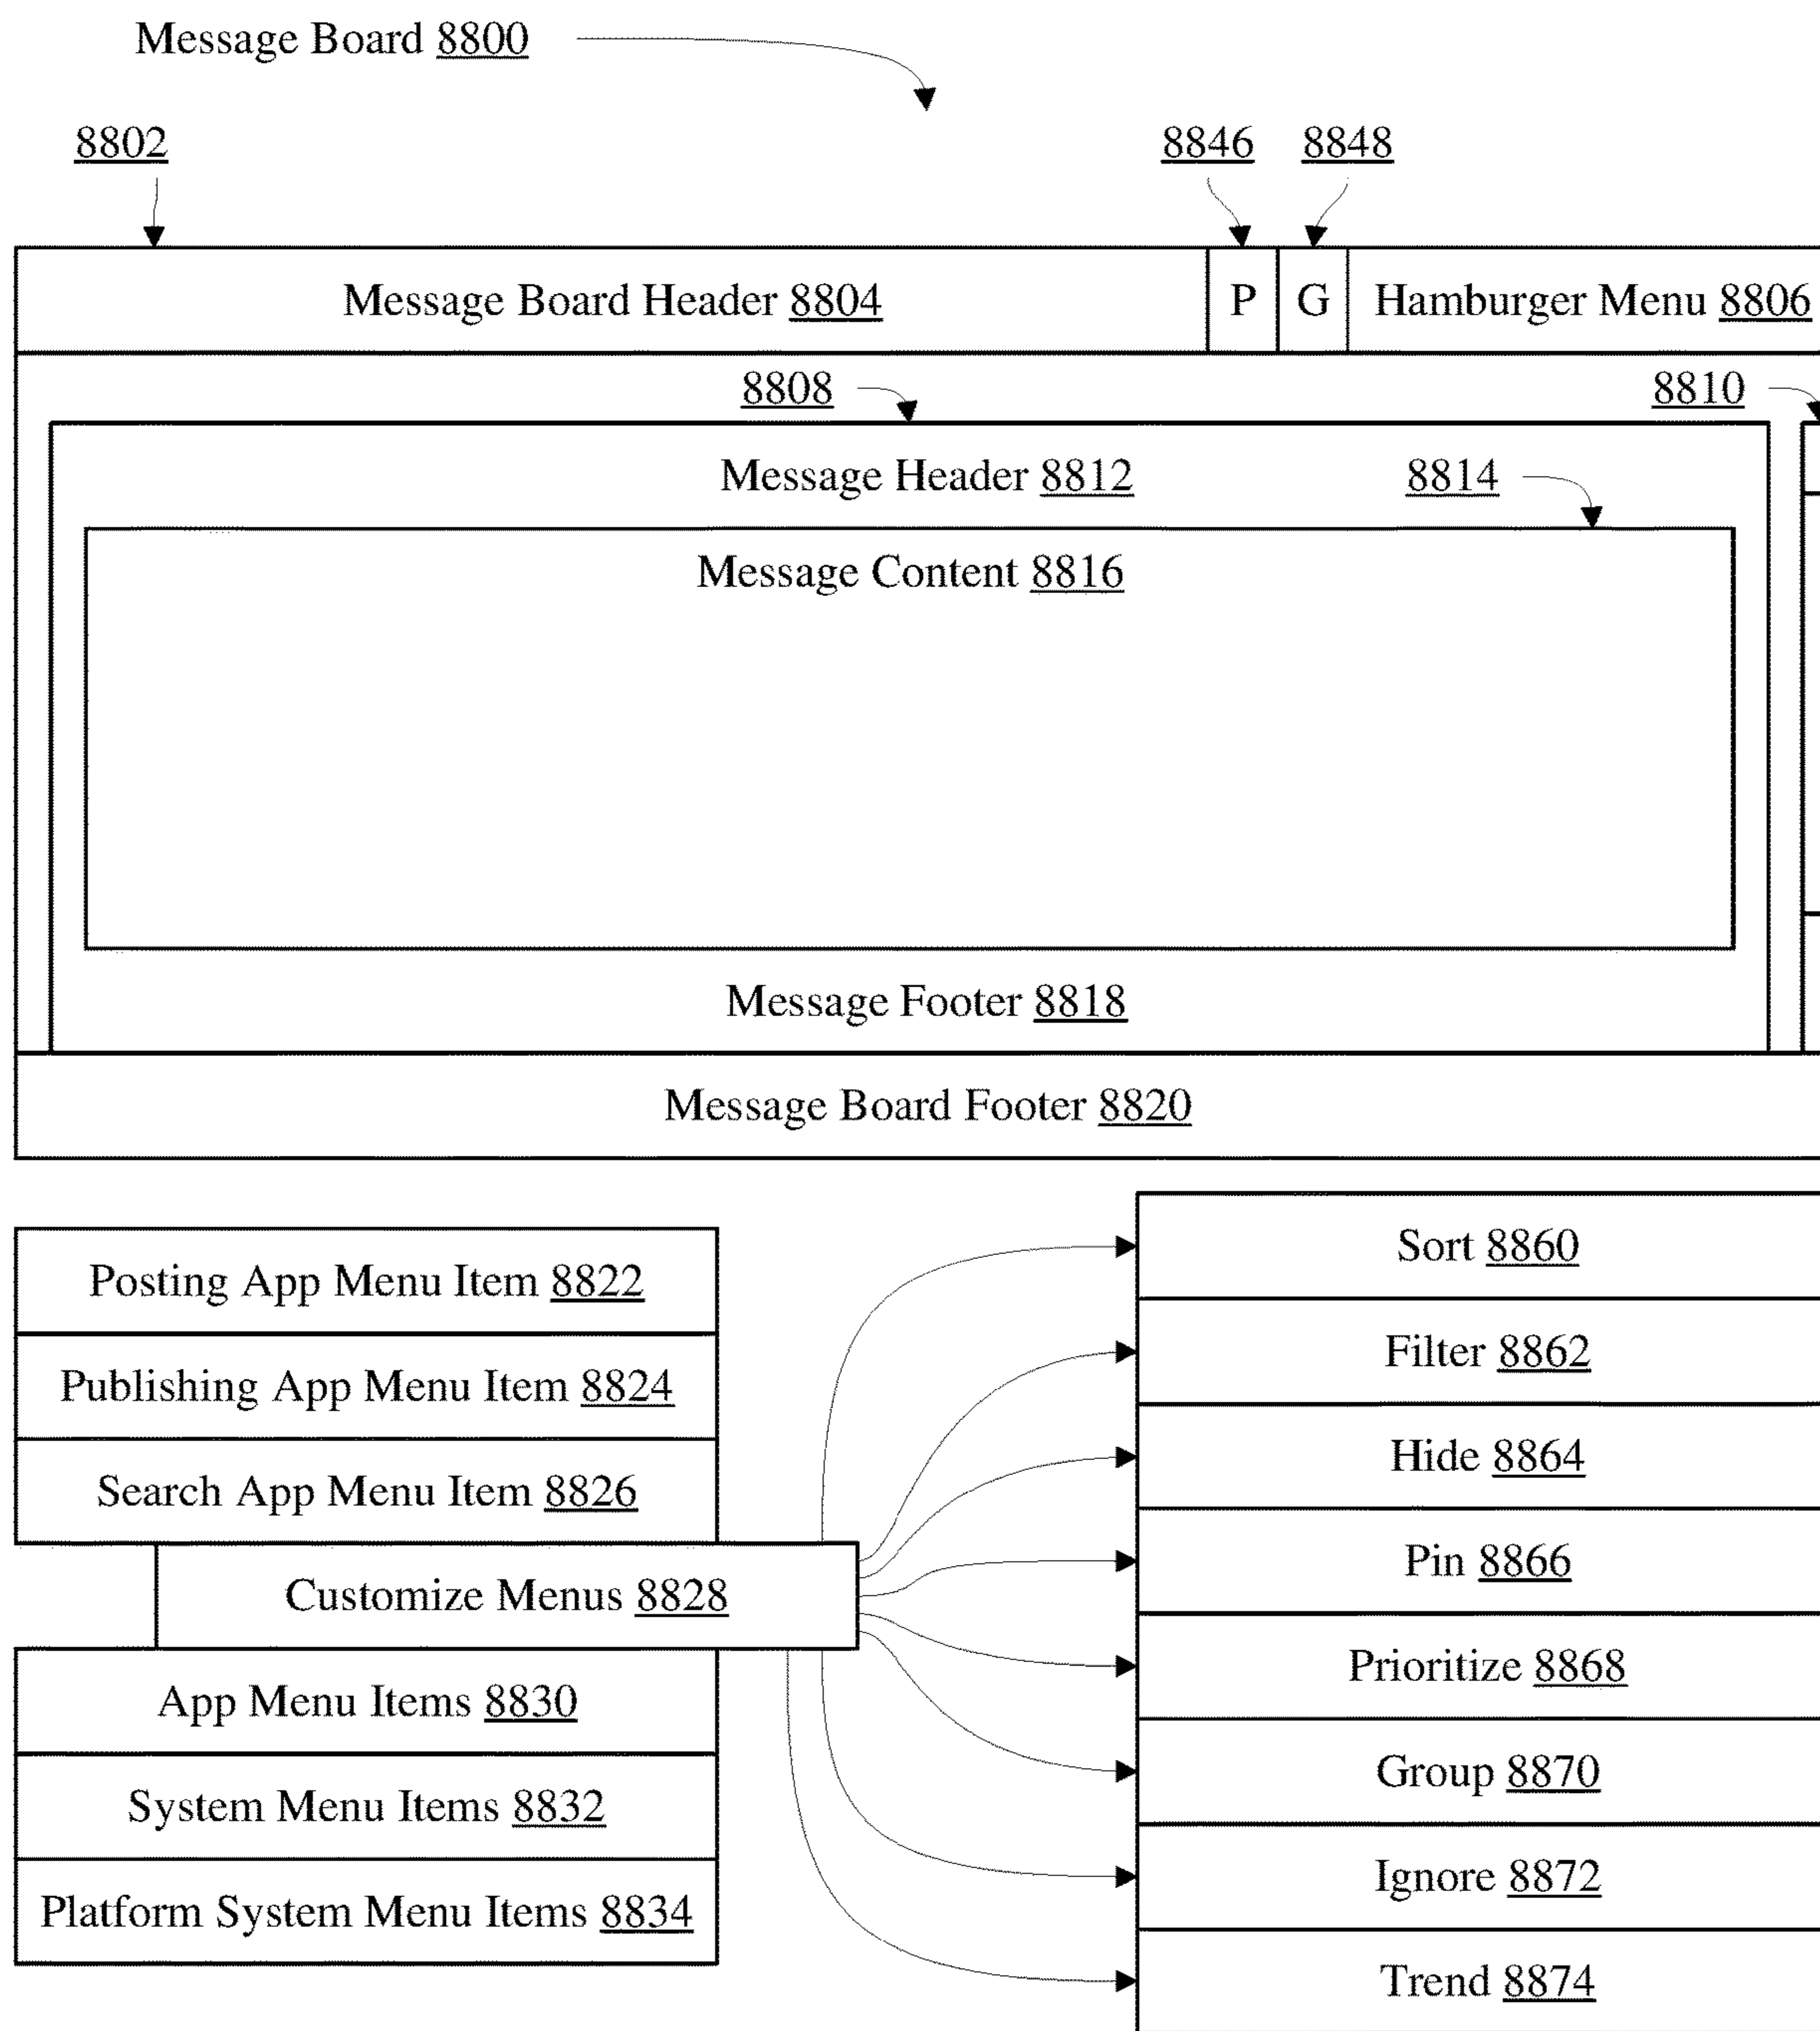 Message Board 8800
8802
8846 8848
Message Board Header 8804 P G Hamburger Menu 8806
8808 8810
Message Header 8812 8814
Message Content 8816
Message Footer 8818
Message Board Footer 8820
Posting App Menu Item 8822
Publishing App Menu Item 8824
Search App Menu Item 8826
Customize Menus 8828
App Menu Items 8830
System Menu Items 8832
Platform System Menu Items 8834
Sort 8860
Filter 8862
Hide 8864
Pin 8866
Prioritize 8868
Group 8870
Ignore 8872
Trend 8874